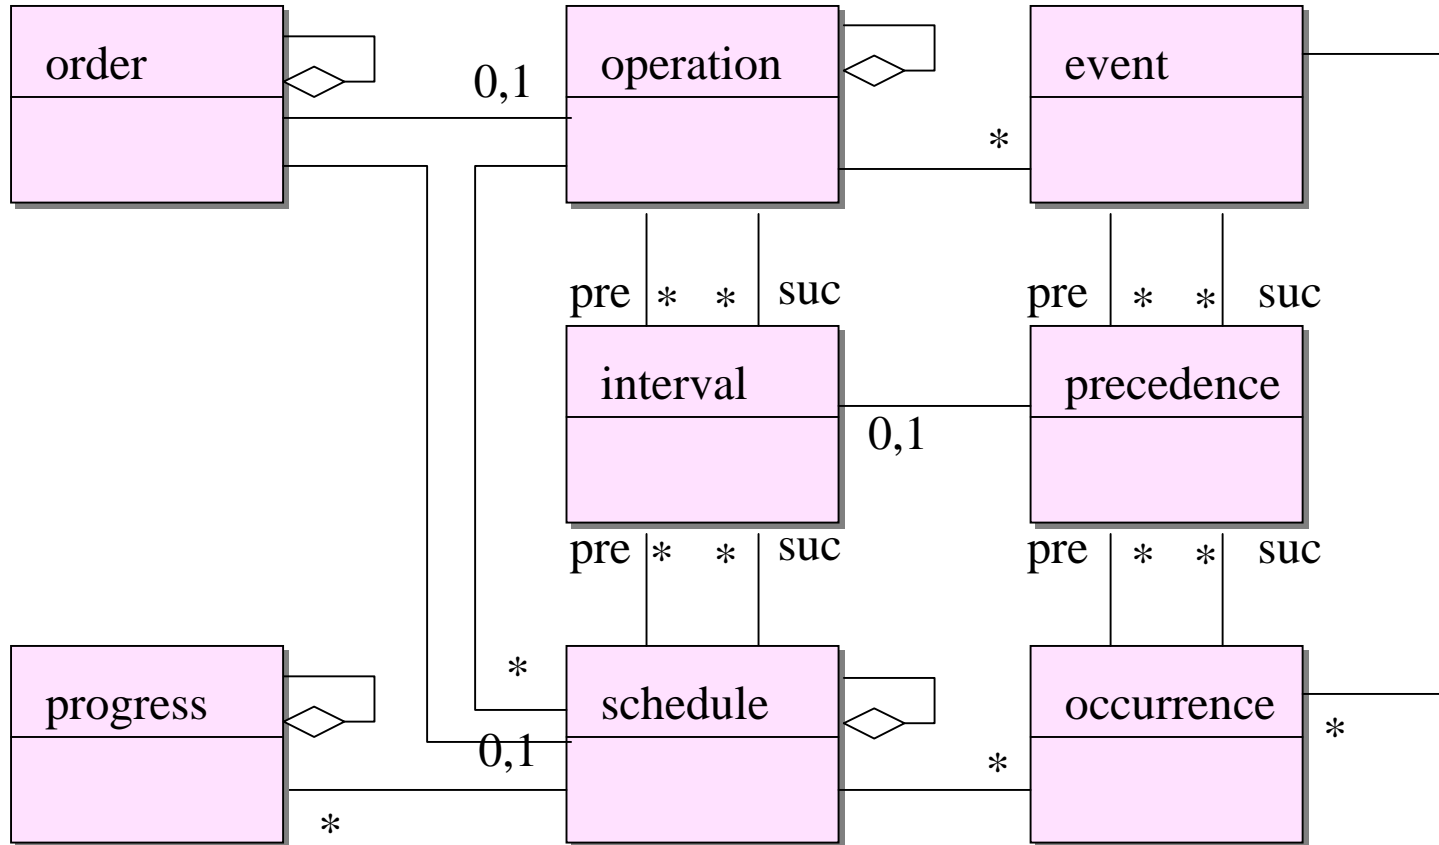 order
operation
event
0,1
*
pre * * suc
pre * * suc
interval
precedence
0,1
pre * * suc
pre * * suc
*
progress
schedule
occurrence
0,1
*
*
*